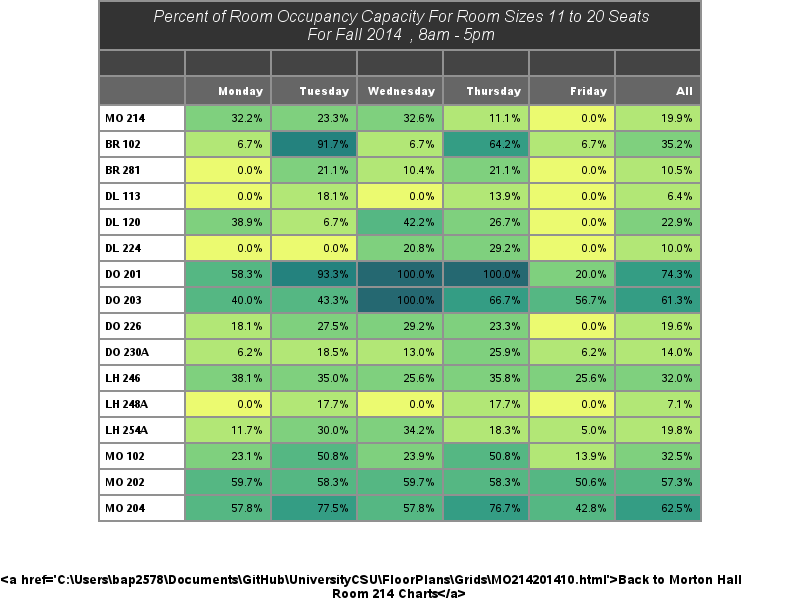 Percent of Room Occupancy Capacity For Room Sizes 11 to 20 Seats
For Fall 2014 , 8am - 5pm
Monday Tuesday Wednesday Thursday Friday All
MO 214 32.2% 23.3% 32.6% 11.1% 0.0% 19.9%
BR 102 6.7% 91.7% 6.7% 64.2% 6.7% 35.2%
BR 281 0.0% 21.1% 10.4% 21.1% 0.0% 10.5%
DL 113 0.0% 18.1% 0.0% 13.9% 0.0% 6.4%
DL 120 38.9% 6.7% 42.2% 26.7% 0.0% 22.9%
DL 224 0.0% 0.0% 20.8% 29.2% 0.0% 10.0%
DO 201 58.3% 93.3% 100.0% 100.0% 20.0% 74.3%
DO 203 40.0% 43.3% 100.0% 66.7% 56.7% 61.3%
DO 226 18.1% 27.5% 29.2% 23.3% 0.0% 19.6%
DO 230A 6.2% 18.5% 13.0% 25.9% 6.2% 14.0%
LH 246 38.1% 35.0% 25.6% 35.8% 25.6% 32.0%
LH 248A 0.0% 17.7% 0.0% 17.7% 0.0% 7.1%
LH 254A 11.7% 30.0% 34.2% 18.3% 5.0% 19.8%
MO 102 23.1% 50.8% 23.9% 50.8% 13.9% 32.5%
MO 202 59.7% 58.3% 59.7% 58.3% 50.6% 57.3%
MO 204 57.8% 77.5% 57.8% 76.7% 42.8% 62.5%
<a href='C:\Users\bap2578\Documents\GitHub\UniversityCSU\FloorPlans\Grids\MO214201410.html'>Back to Morton Hall
Room 214 Charts</a>